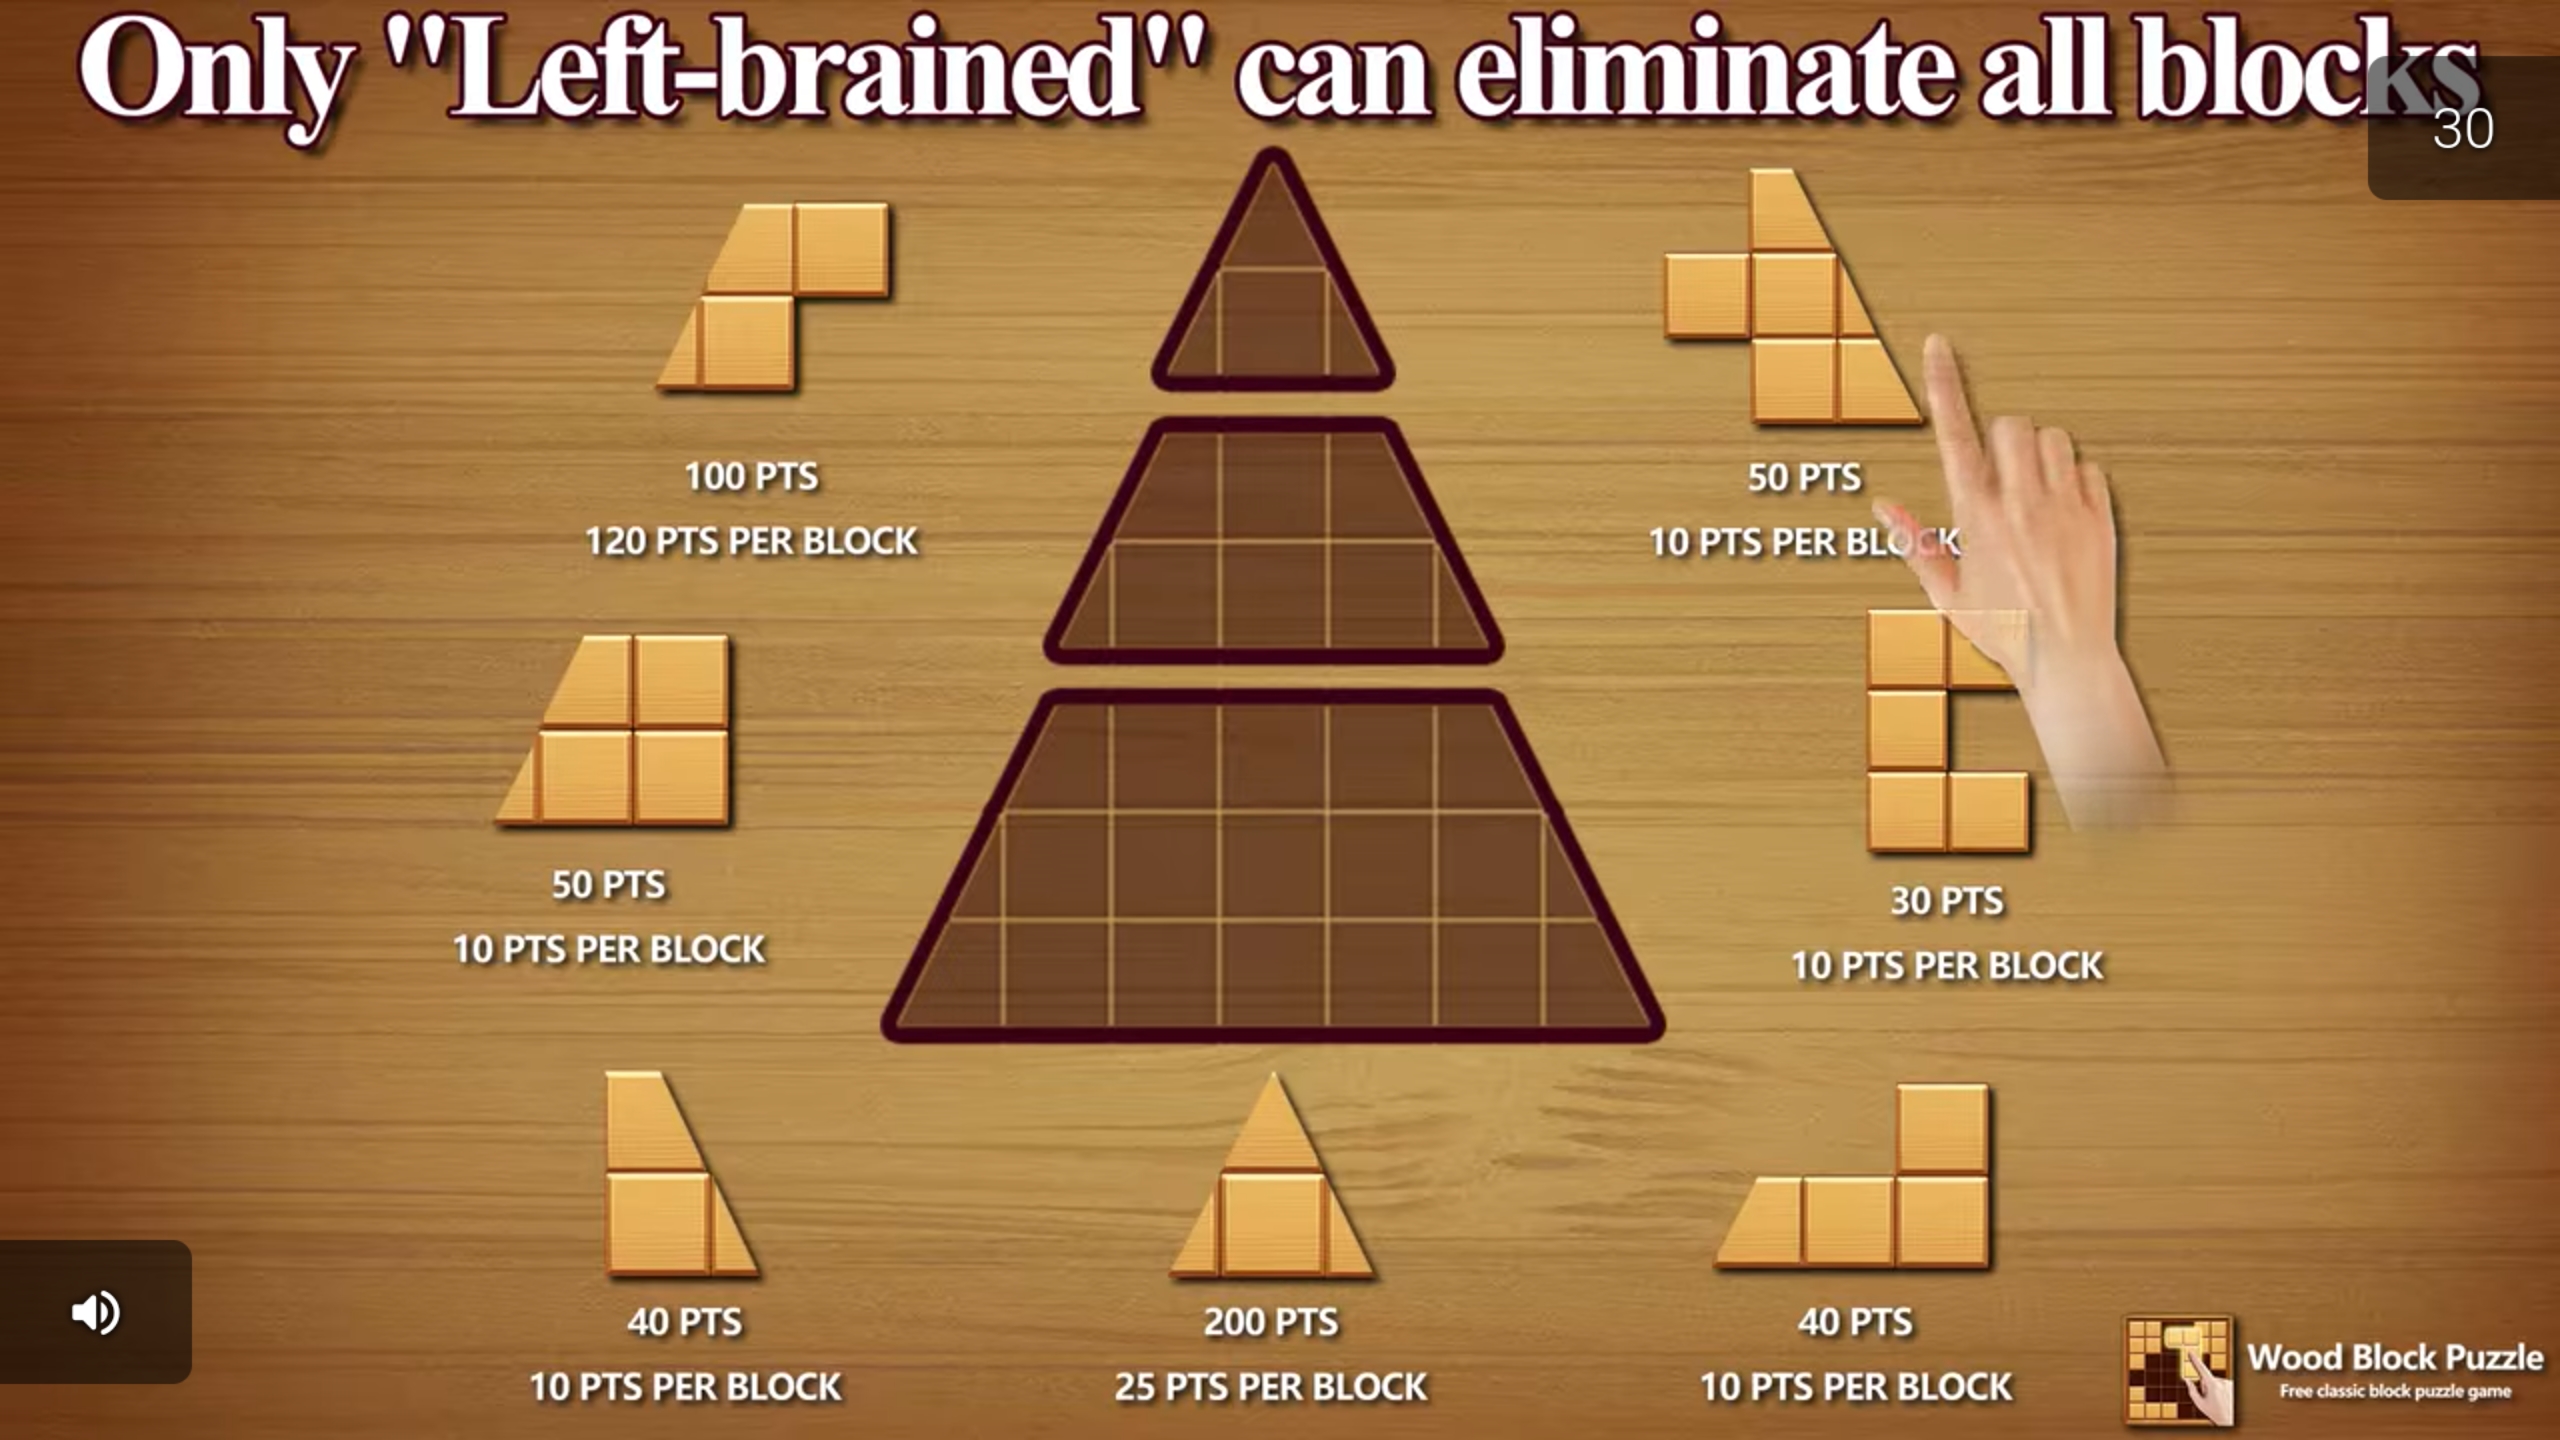 Only "Left-brained" can eliminate all blocks
30
100 PTS
120 PTS PER BLOCK
50 PTS
10 PTS PER BLOCK
50 PTS
10 PTS PER BLOCK
30 PTS
10 PTS PER BLOCK
40 PTS
10 PTS PER BLOCK
200 PTS
25 PTS PER BLOCK
40 PTS
10 PTS PER BLOCK
Wood Block Puzzle
Free classic block puzzle game